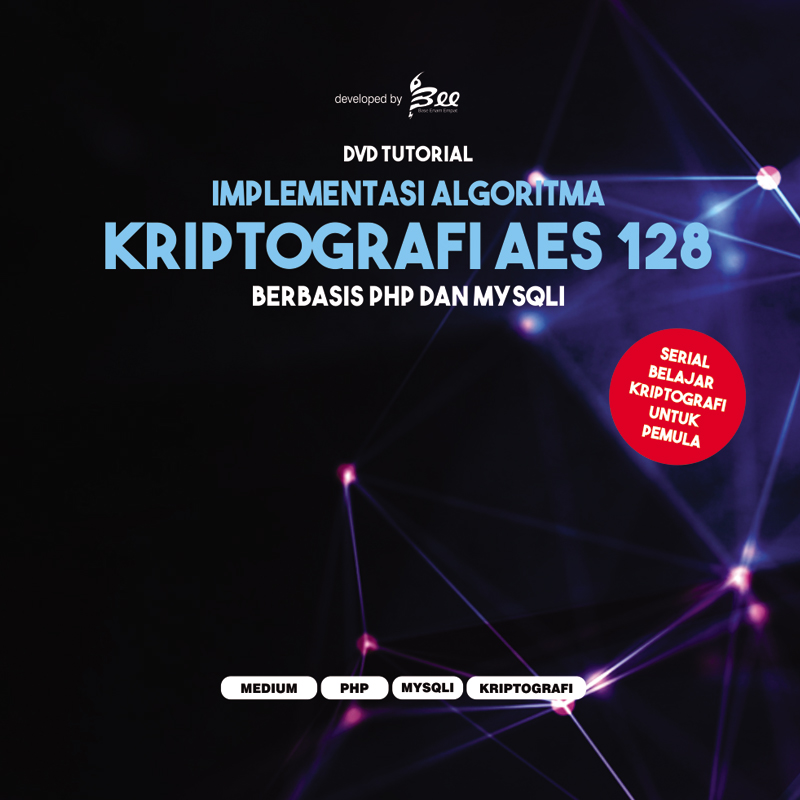 developed by Bee
DVD TUTORIAL
IMPLEMENTASI ALGORITMA
KRIPTOGRAFI AES 128
BERBASIS PHP DAN MYSQLI
SERIAL
BELAJAR
KRIPTOGRAFI
UNTUK
PEMULA
MEDIUM PHP MYSQLI KRIPTOGRAFI